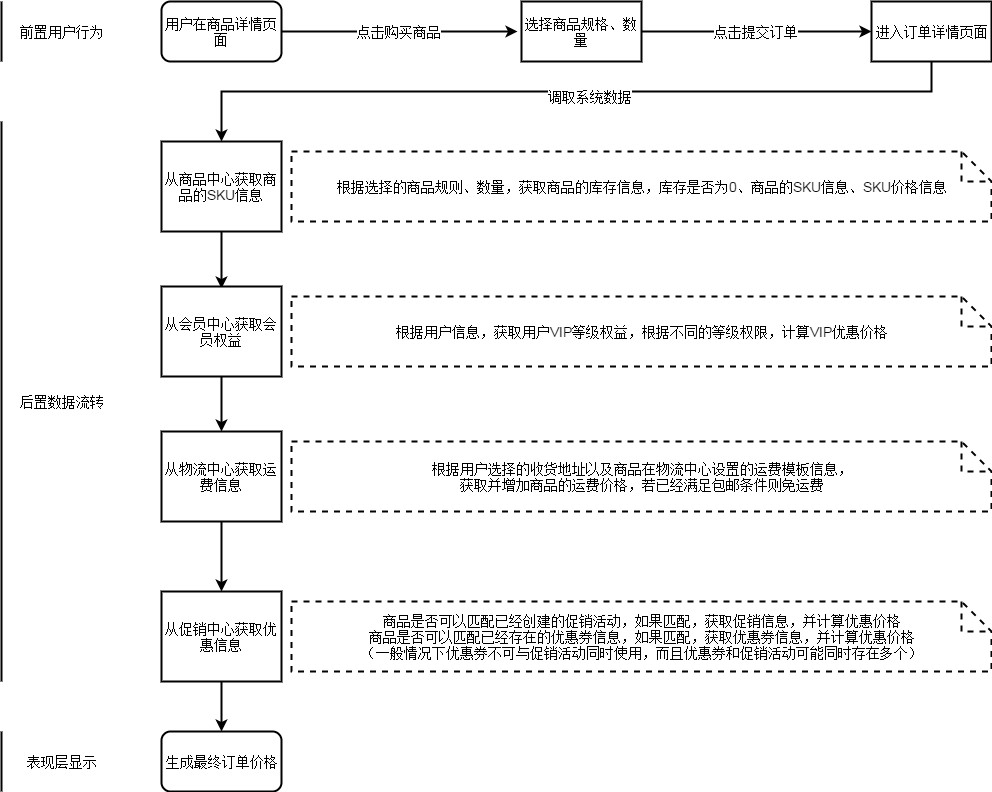 前置用户行为
用户在商品详情页
面
点击购买商品
选择商品规格、数
量
点击提交订单
进入订单详情页面
调取系统数据
从商品中心获取商
品的SKU信息
根据选择的商品规则、数量，获取商品的库存信息，库存是否为0、商品的SKU信息、SKU价格信息
从会员中心获取会
员权益
根据用户信息，获取用户VIP等级权益，根据不同的等级权限，计算VIP优惠价格
后置数据流转
从物流中心获取运
费信息
根据用户选择的收货地址以及商品在物流中心设置的运费模板信息，
获取并增加商品的运费价格，若已经满足包邮条件则免运费
从促销中心获取优
惠信息
商品是否可以匹配已经创建的促销活动，如果匹配，获取促销信息，并计算优惠价格
商品是否可以匹配已经存在的优惠券信息，如果匹配，获取优惠券信息，并计算优惠价格
（一般情况下优惠券不可与促销活动同时使用，而且优惠券和促销活动可能同时存在多个）
表现层显示
生成最终订单价格